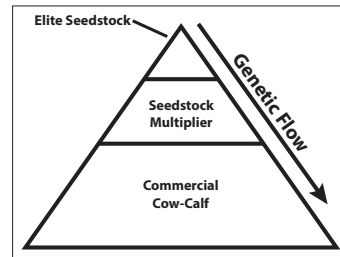 Elite Seedstock
Genetic Flow
Seedstock
Multiplier
Commercial
Cow-Calf